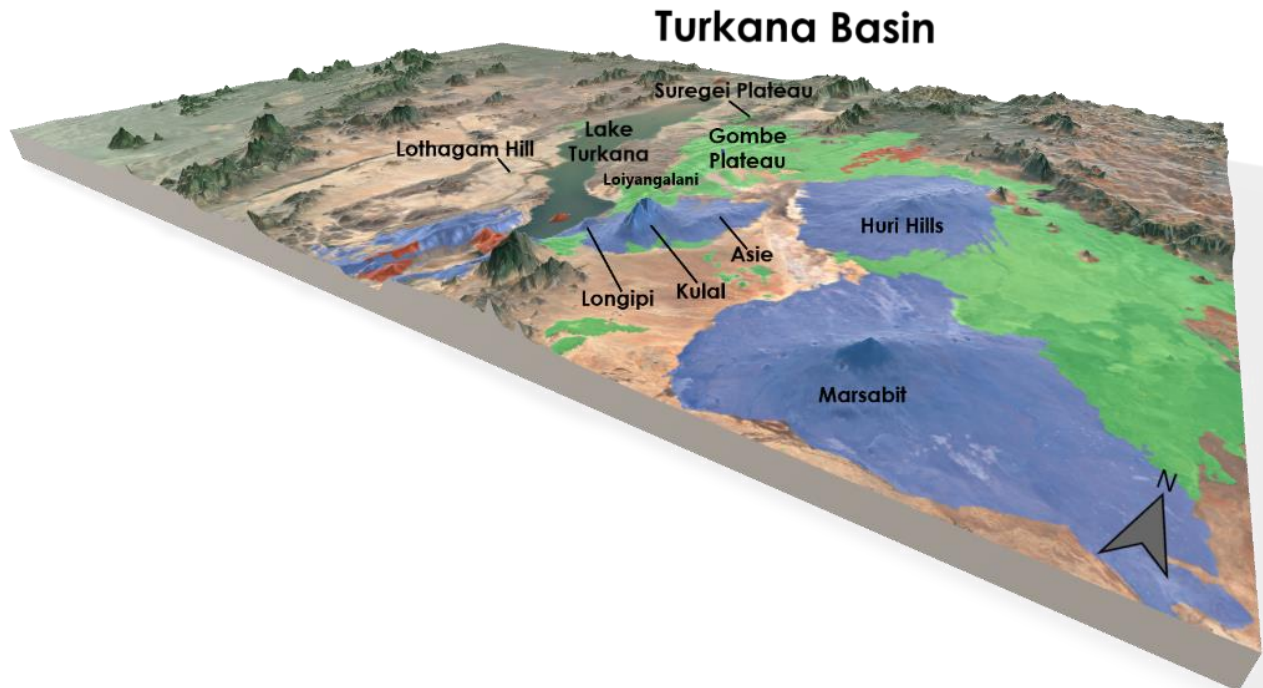 Turkana Basin
Suregei Plateau
Lake
Turkana
Gombe
Plateau
Lothagam Hill
Loiyangalani
Huri Hills
Asie
Kulal
Longipi
Marsabit
N